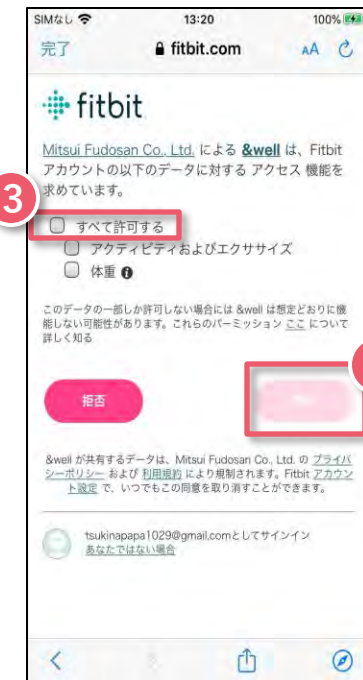 SIMなし 13:20 100%
完了 fitbit.com AA
fitbit
Mitsui Fudosan Co., Ltd. による &well は、Fitbit
アカウントの以下のデータに対する アクセス 機能を
求めています。
3
すべて許可する
アクティビティおよびエクササイズ
体重
このデータの一部しか許可しない場合には &well は想定どおりに機
能しない可能性があります。これらのパーミッション ここ について
詳しく知る
拒否
&well が共有するデータは、Mitsui Fudosan Co., Ltd. の プライバ
シーポリシー および 利用規約 により規制されます。Fitbit アカウン
ト設定 で、いつでもこの同意を取り消すことができます。
tsukinapapa1029@gmail.comとしてサインイン
あなたではない場合